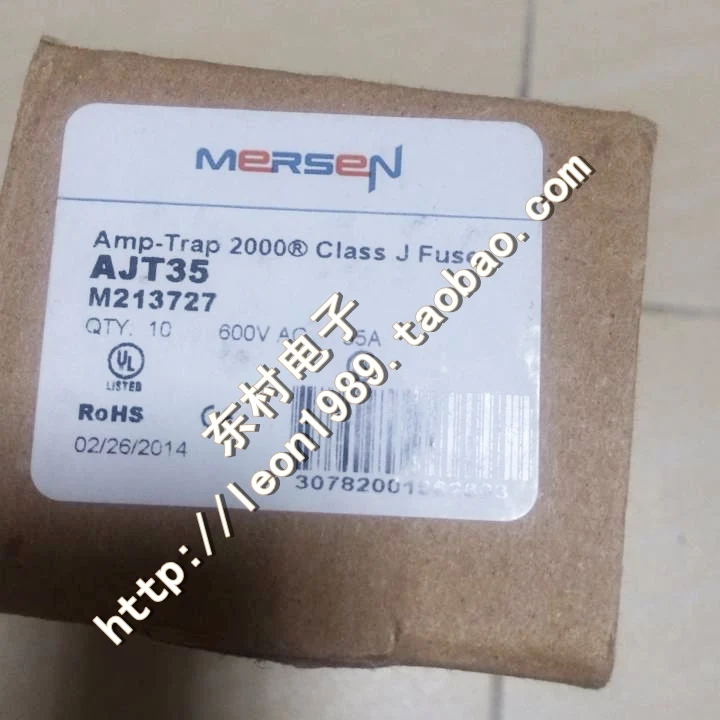 MERSEN
Amp-Trap 2000® Class J Fuse
AJT35
M213727
QTY: 10 600V AC
UL
LISTED
RoHS
02/26/2014
东村电子
http://leon1989.taobao.com